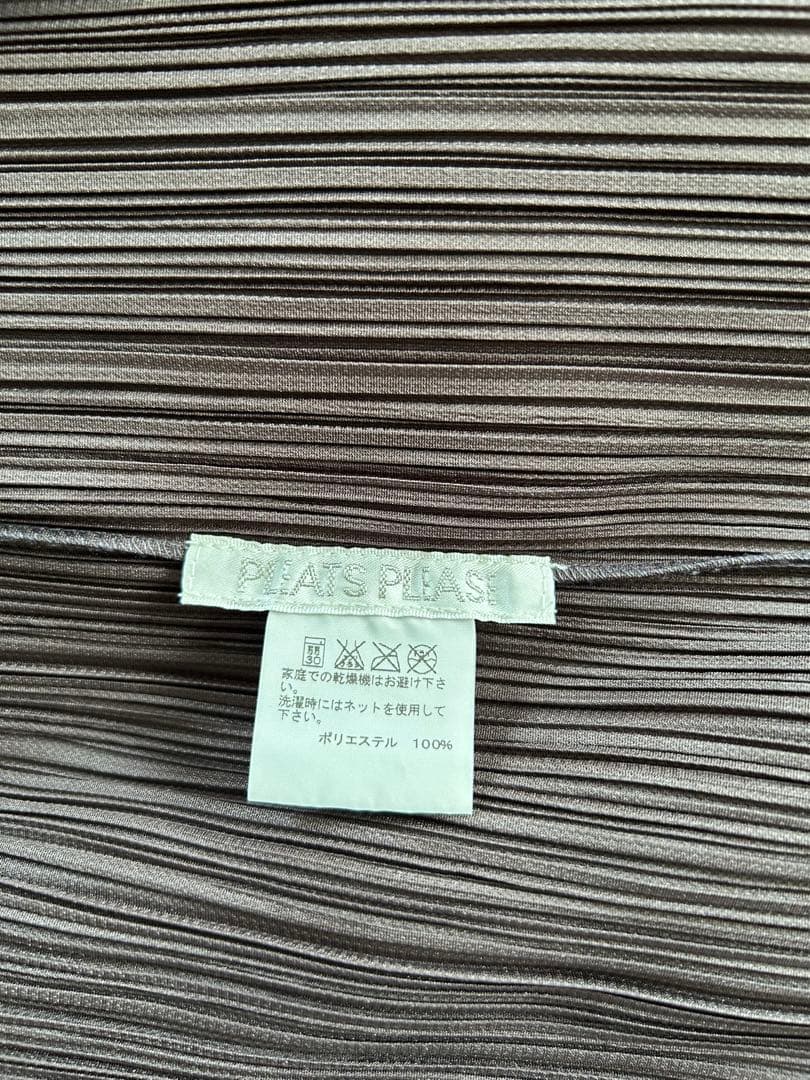 PLEATS PLEASE
30
家庭での乾燥機はお避け下さ
い。
洗濯時にはネットを使用して
下さい。
ポリエステル 100%